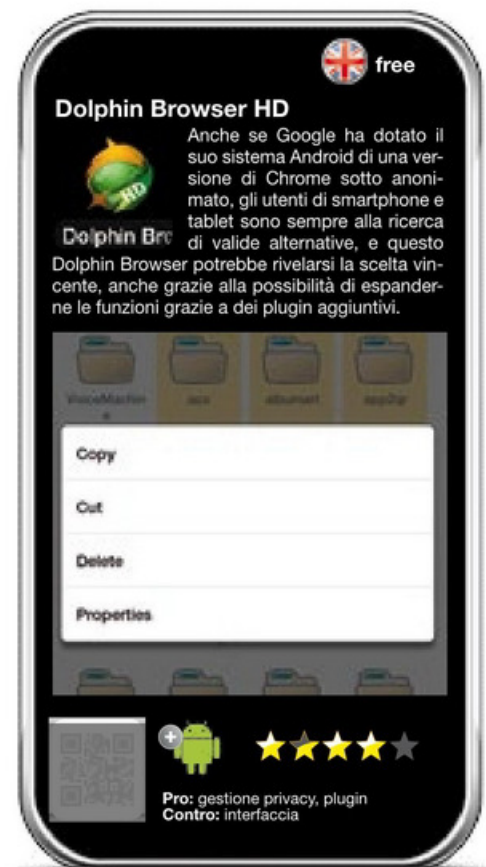 free
Dolphin Browser HD
Anche se Google ha dotato il
suo sistema Android di una ver-
sione di Chrome sotto anoni-
mato, gli utenti di smartphone e
tablet sono sempre alla ricerca
di valide alternative, e questo
Dolphin Browser potrebbe rivelarsi la scelta vin-
cente, anche grazie alla possibilità di espander-
ne le funzioni grazie a dei plugin aggiuntivi.
HD
Dolphin Bro
VoiceMachin
e
albumart
app2zip
Copy
Cut
Delete
Properties
Pro: gestione privacy, plugin
Contro: interfaccia